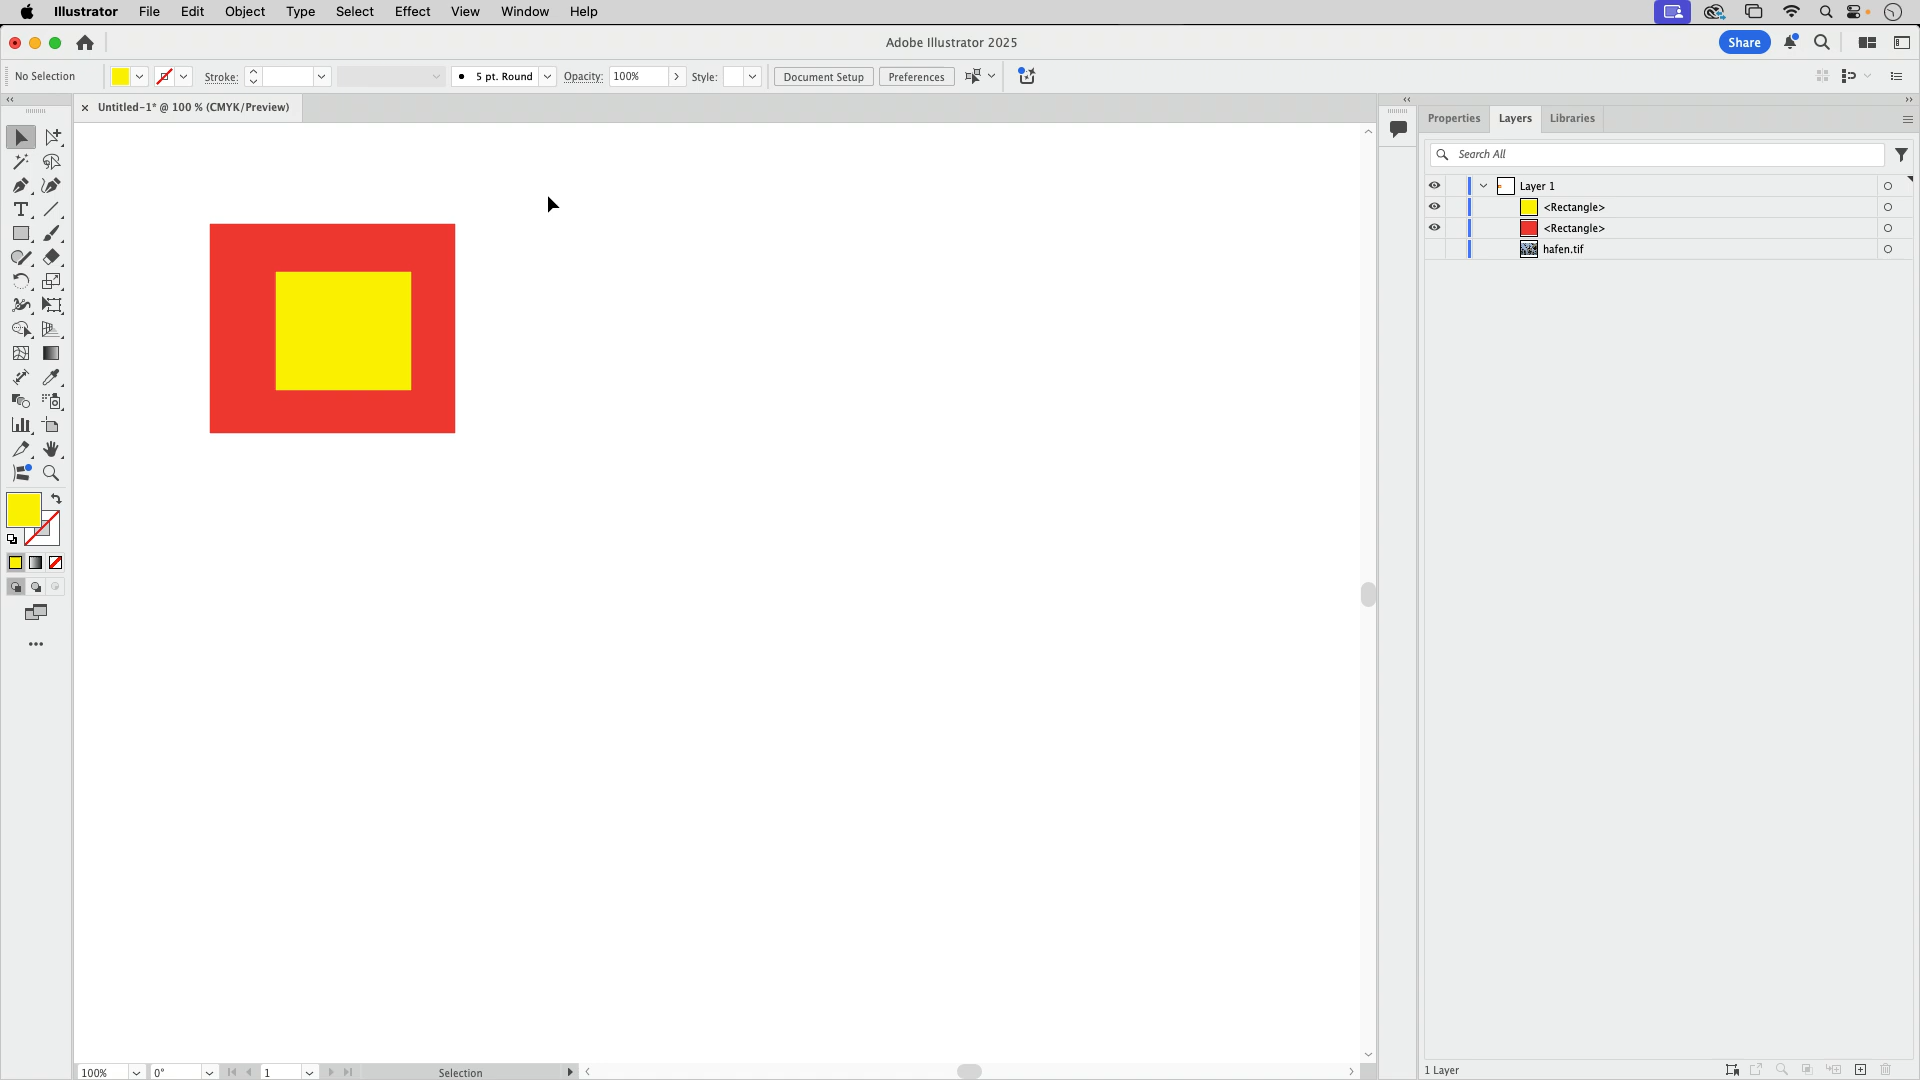 Illustrator File Edit Object Type Select Effect View Window Help
Adobe Illustrator 2025
Share
No Selection Stroke: 5 pt. Round Opacity: 100% Style: Document Setup Preferences
Untitled-1* @ 100 % (CMYK/Preview)
Properties Layers Libraries
Search All
Layer 1
<Rectangle>
<Rectangle>
hafen.tif
100% 0° 1 Selection
1 Layer